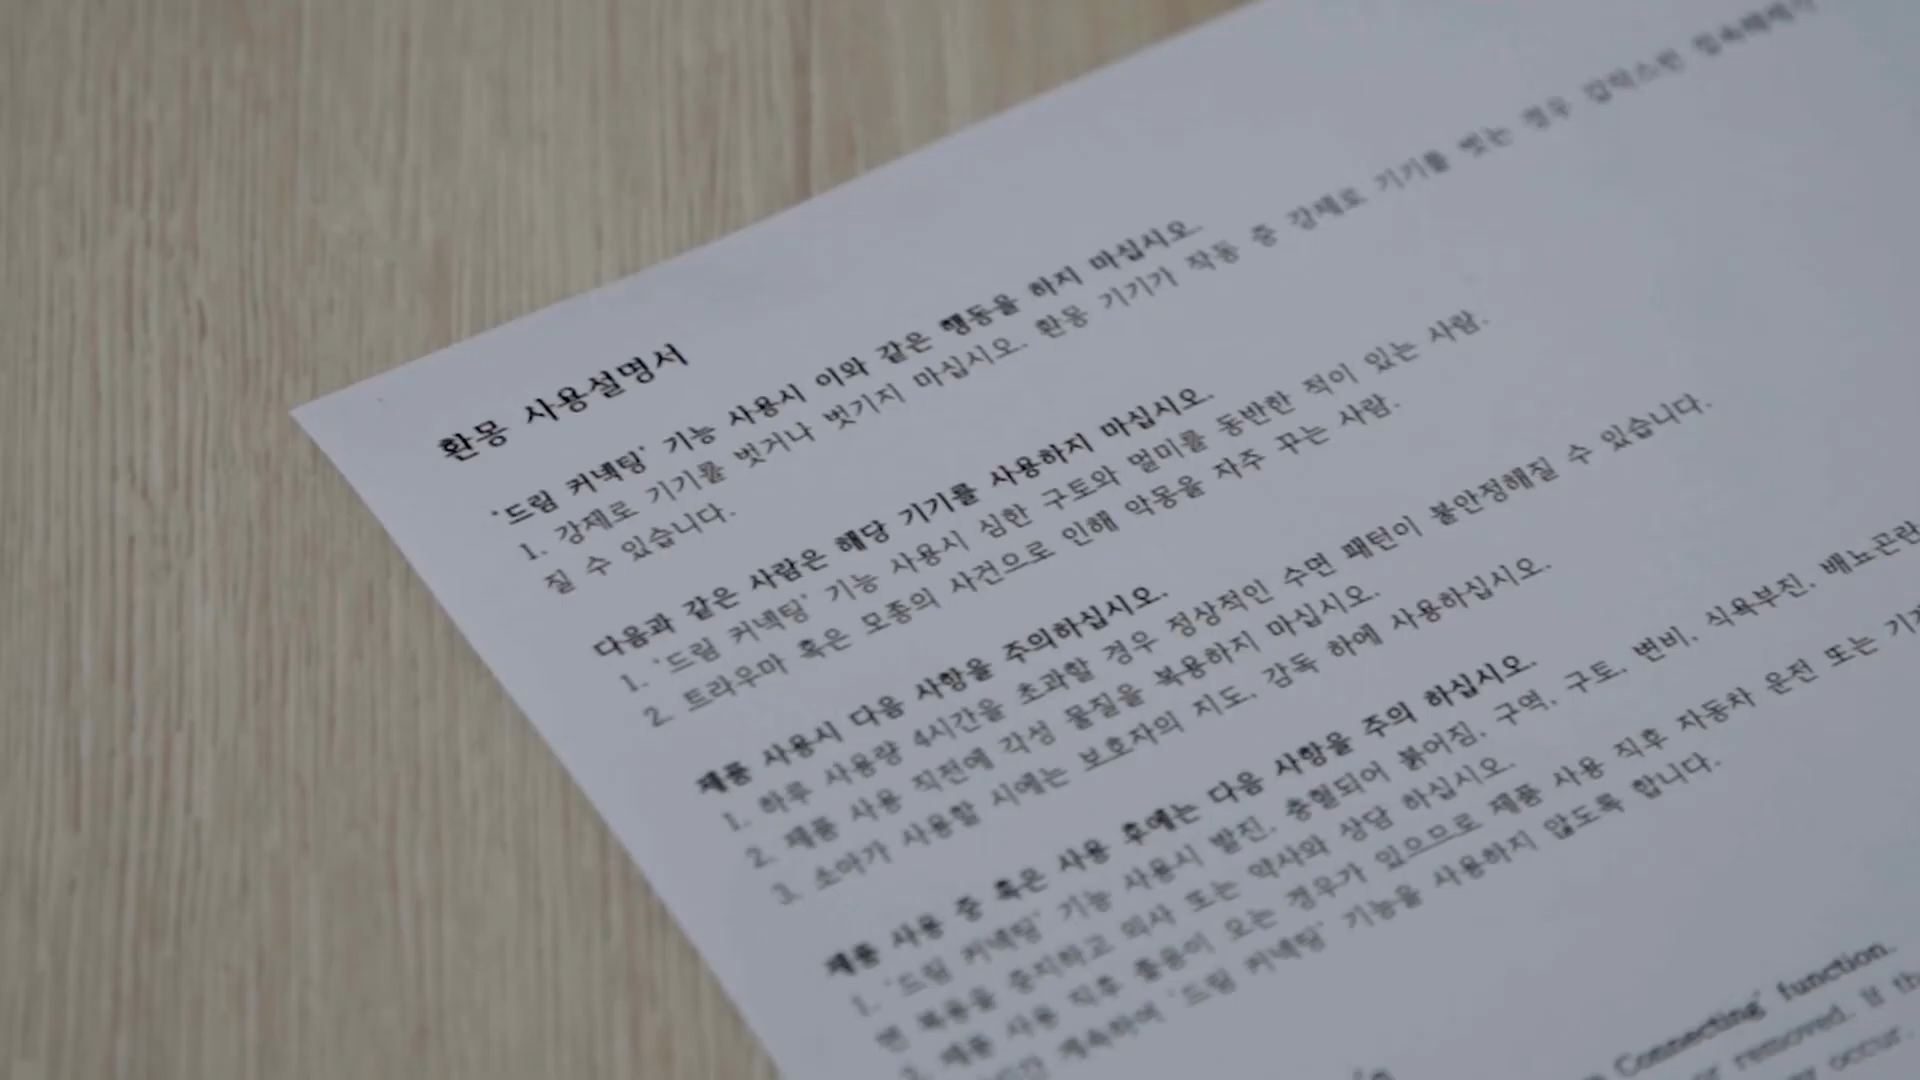 환몽 사용설명서
'드림 커넥팅' 기능 사용시 이와 같은 행동을 하지 마십시오.
1. 강제로 기기를 벗거나 벗기지 마십시오. 환몽 기기가 작동 중 강제로 기기를 벗는 경우 갑작스런
질 수 있습니다.
다음과 같은 사람은 해당 기기를 사용하지 마십시오.
1. '드림 커넥팅' 기능 사용시 심한 구토와 멀미를 동반한 적이 있는 사람.
2. 트라우마 혹은 모종의 사건으로 인해 악몽을 자주 꾸는 사람.
제품 사용시 다음 사항을 주의하십시오.
1. 하루 사용량 4시간을 초과할 경우 정상적인 수면 패턴이 불안정해질 수 있습니다.
2. 제품 사용 직전에 각성 물질을 복용하지 마십시오.
3. 소아가 사용할 시에는 보호자의 지도, 감독 하에 사용하십시오.
제품 사용 중 혹은 사용 후에는 다음 사항을 주의 하십시오.
1. '드림 커넥팅' 기능 사용시 발진, 충혈되어 붉어짐, 구역, 구토, 변비, 식욕부진, 배뇨곤란
면 복용을 중지하고 의사 또는 약사와 상담 하십시오.
제품 사용 직후 졸음이 오는 경우가 있으므로 제품 사용 직후 자동차 운전 또는
계속하여 '드림 커넥팅' 기능을 사용하지 않도록 합니다.
Connecting' function.
or removed. If
occur.